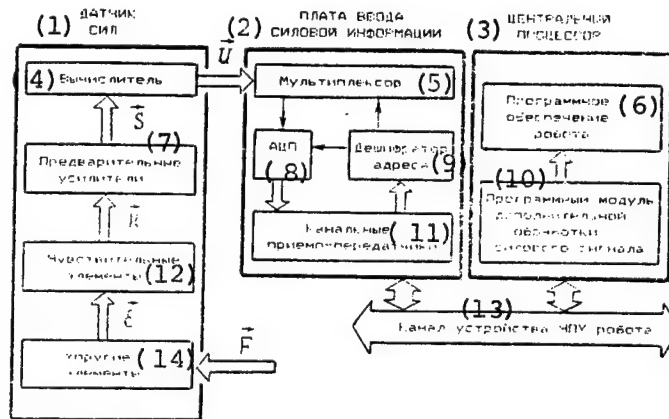 (1) ДАТЧИК
СИЛ
(2) ПЛАТА ВВОДА
СИЛОВОЙ ИНФОРМАЦИИ
(3) ЦЕНТРАЛЬНЫЙ
ПРОЦЕССОР
(4) Вычислитель
U
Мультиплексор (5)
Программное (6)
обеспечение
робота
S
(7)
Предварительные
усилители
АЦП
(8)
Дешифратор
адреса (9)
(10)
Программный модуль
дополнительной
обработки
силового сигнала
Канальные (11)
приемопередатчики
Чувствительные
элементы (12)
ε
(13)
Канал устройства ЧПУ робота
Упругие (14)
элементы
F